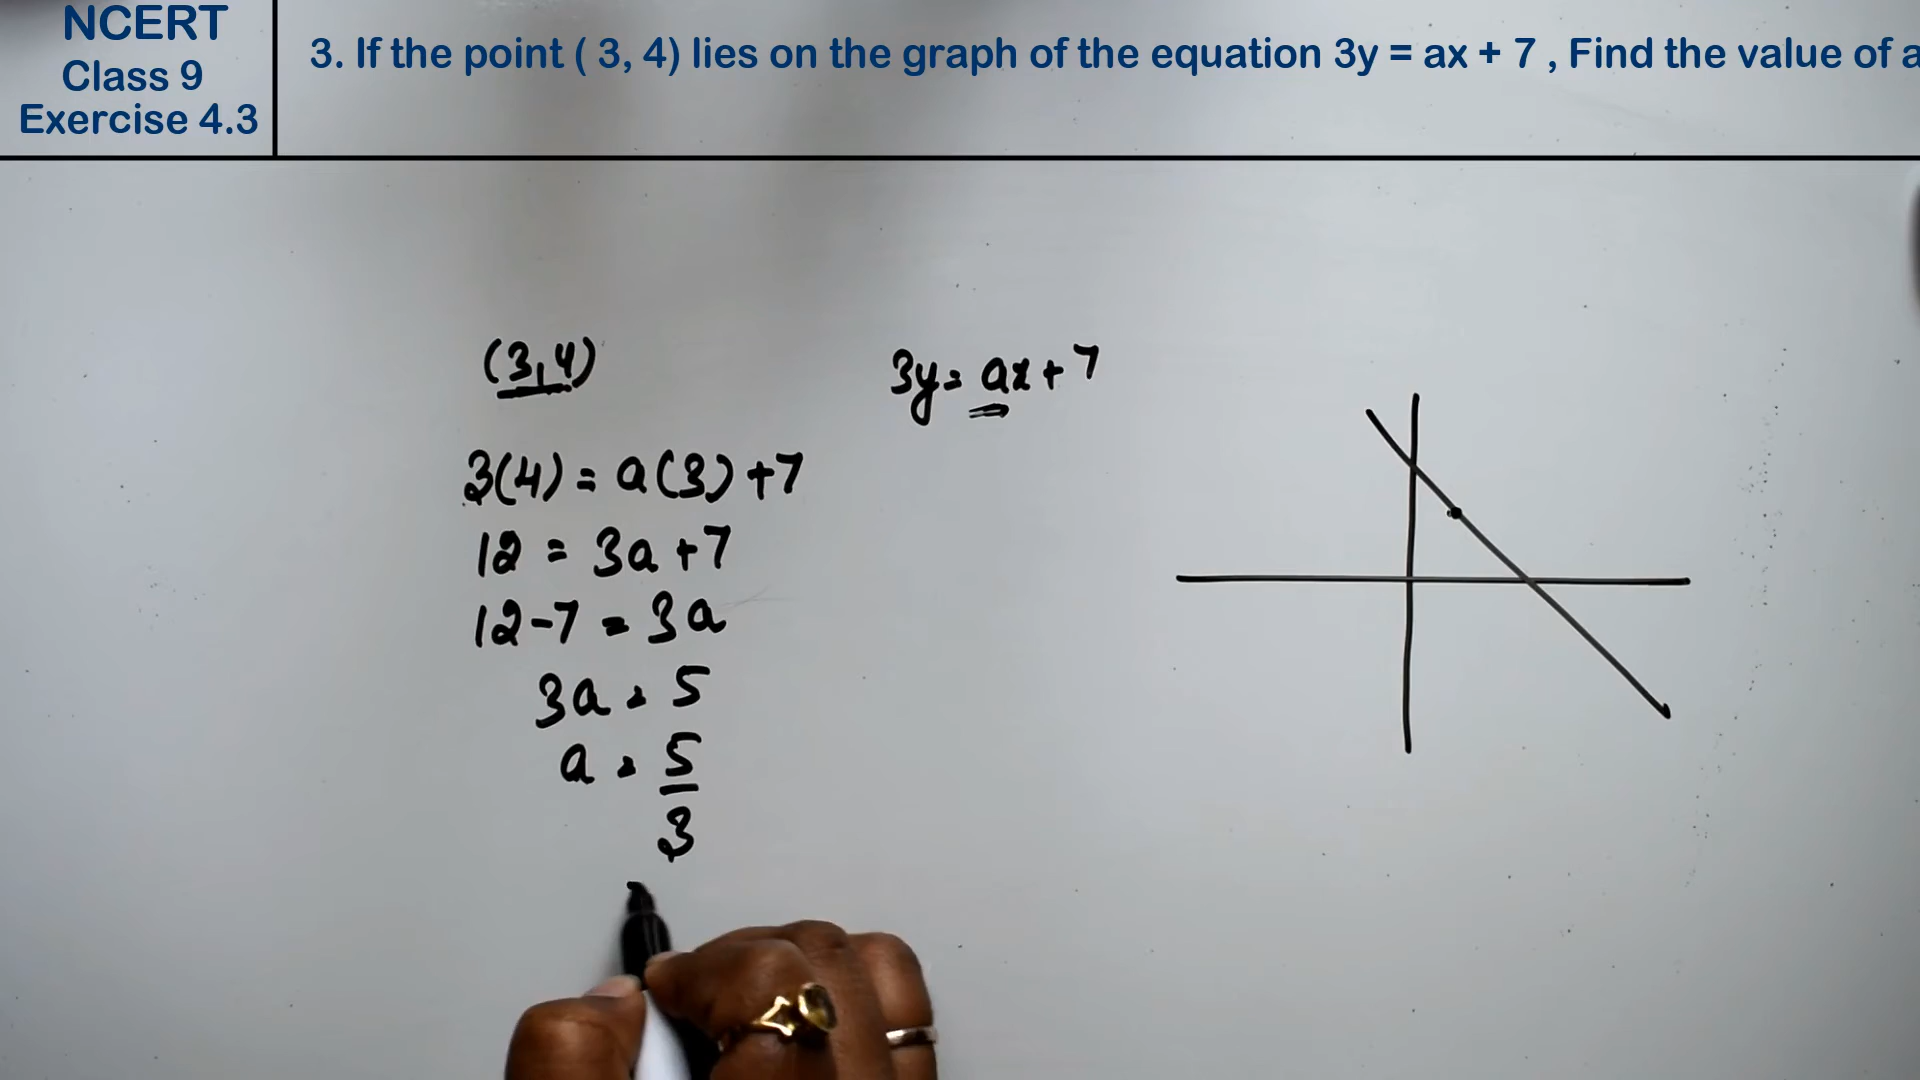 NCERT
Class 9
Exercise 4.3
3. If the point ( 3, 4) lies on the graph of the equation 3y = ax + 7 , Find the value of a
(3,4)
3y = ax + 7
3(4) = a(3) + 7
12 = 3a + 7
12 - 7 = 3a
3a = 5
a = 5
3